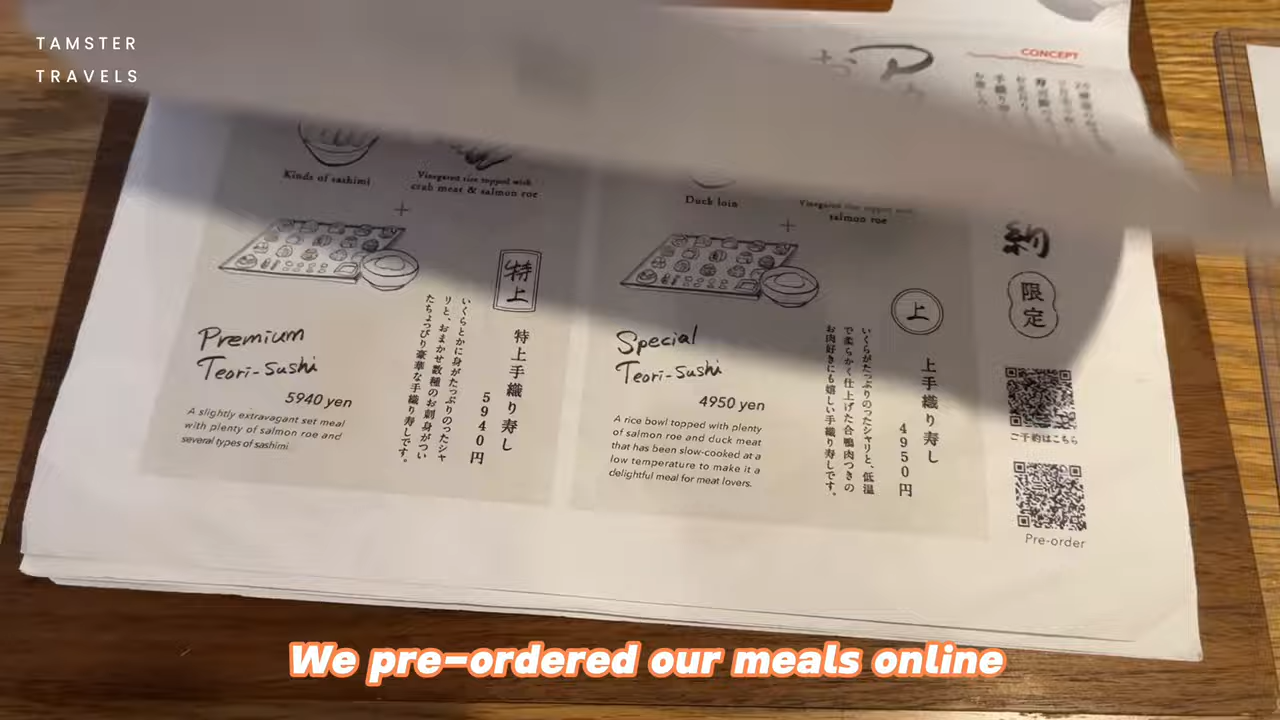 TAMSTER
TRAVELS
CONCEPT
Kinds of sashimi
Vinegared rice topped with
crab meat & salmon roe
+
Duck loin
Vinegared rice topped with
salmon roe
+
特上
Premium
Teori-Sushi
5940 yen
A slightly extravagant set meal
with plenty of salmon roe and
several types of sashimi.
特上手織り寿し
5940円
いくらとかに身がたっぷりのったシャ
リと、おまかせ数種のお刺身がつい
たちょっぴり豪華な手織り寿しです。
上
Special
Teori-Sushi
4950 yen
A rice bowl topped with plenty
of salmon roe and duck meat
that has been slow-cooked at a
low temperature to make it a
delightful meal for meat lovers.
上手織り寿し
4950円
いくらがたっぷりのったシャリと、低温
で柔らかく仕上げた合鴨肉つきの
お肉好きにも嬉しい手織り寿しです。
約
限定
ご予約はこちら
Pre-order
We pre-ordered our meals online